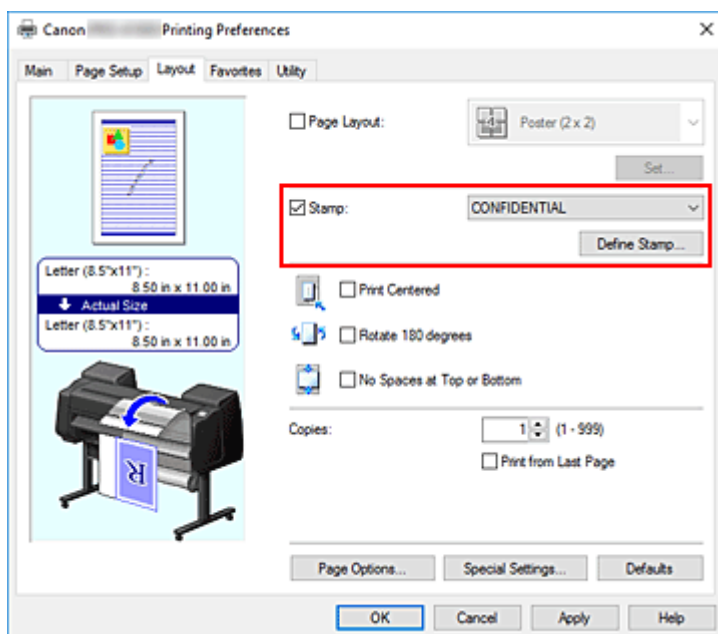 Canon Printing Preferences
Main Page Setup Layout Favorites Utility
Page Layout: 4 Poster (2 x 2)
Set...
Stamp: CONFIDENTIAL
Define Stamp...
Letter (8.5"x11") :
8.50 in x 11.00 in
Actual Size
Letter (8.5"x11") :
8.50 in x 11.00 in
Print Centered
Rotate 180 degrees
No Spaces at Top or Bottom
Copies: 1 (1 - 999)
Print from Last Page
R
Page Options... Special Settings... Defaults
OK Cancel Apply Help